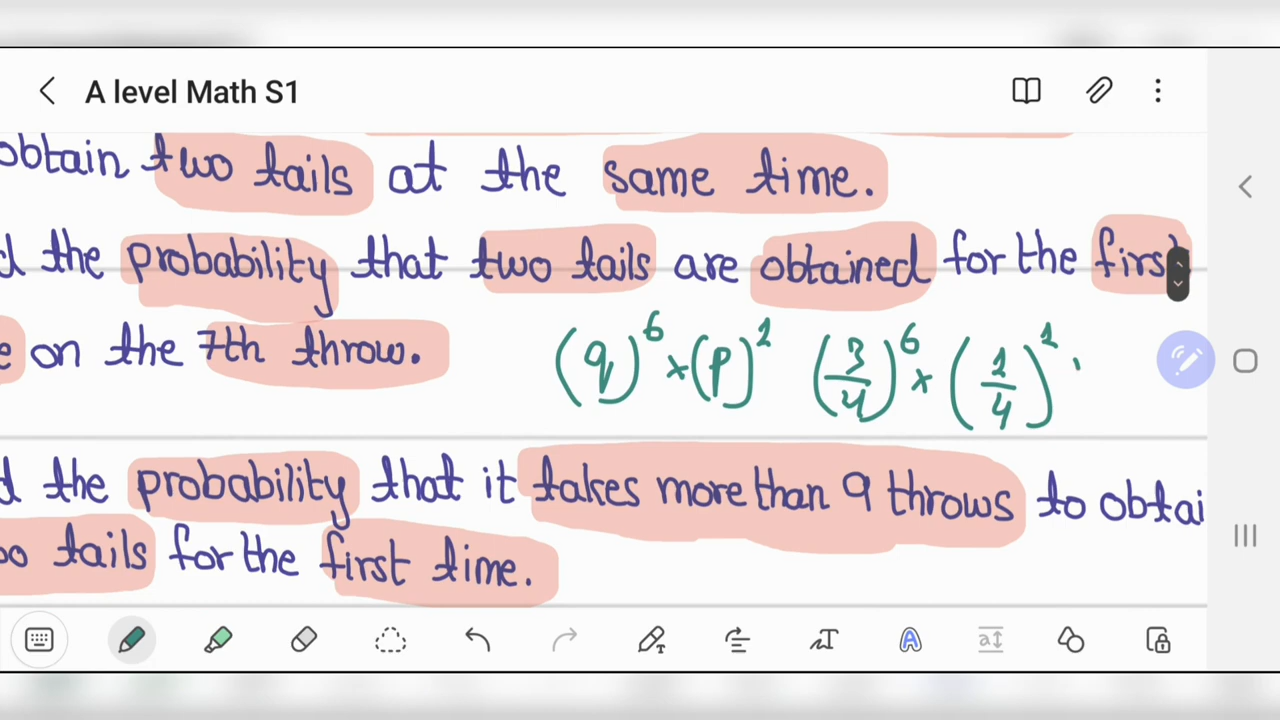 A level Math S1
obtain two tails at the same time.
d the probability that two tails are obtained for the first
e on the 7th throw. (q)^6 × (p)^1 (3/4)^6 × (1/4)^1 .
d the probability that it takes more than 9 throws to obtai
oo tails for the first time.